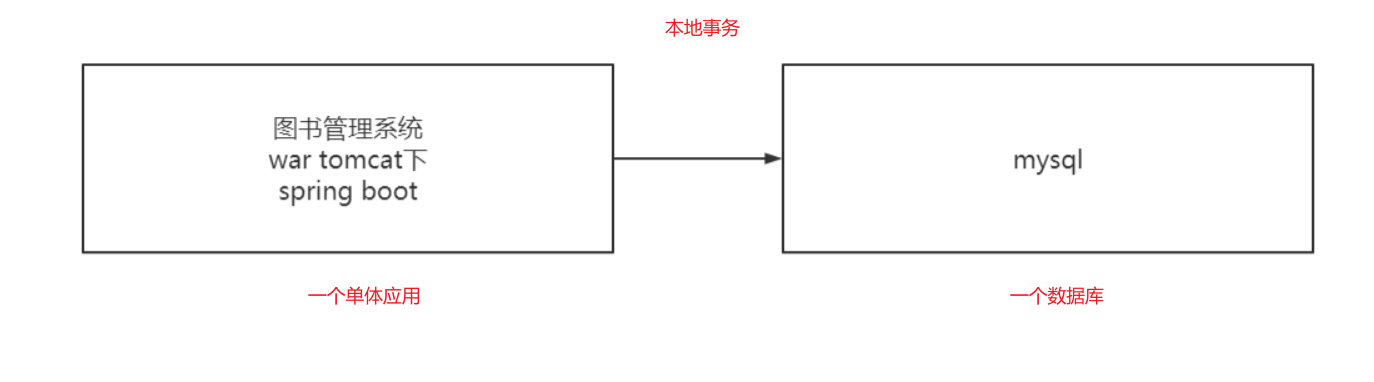 本地事务
图书管理系统
war tomcat下
spring boot
mysql
一个单体应用
一个数据库